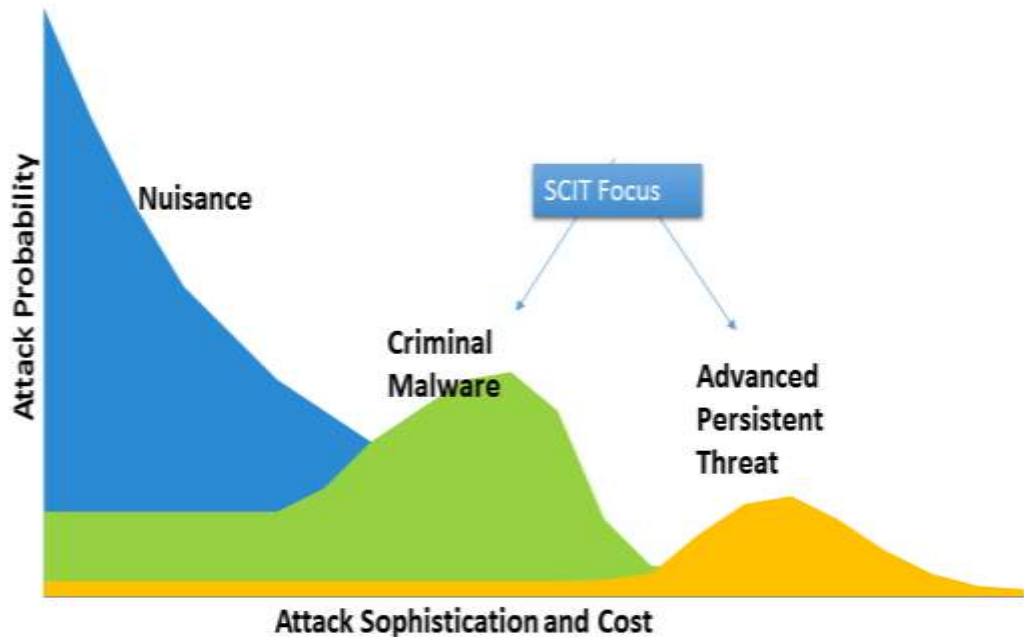 Attack Probability
Nuisance
SCIT Focus
Criminal
Malware
Advanced
Persistent
Threat
Attack Sophistication and Cost